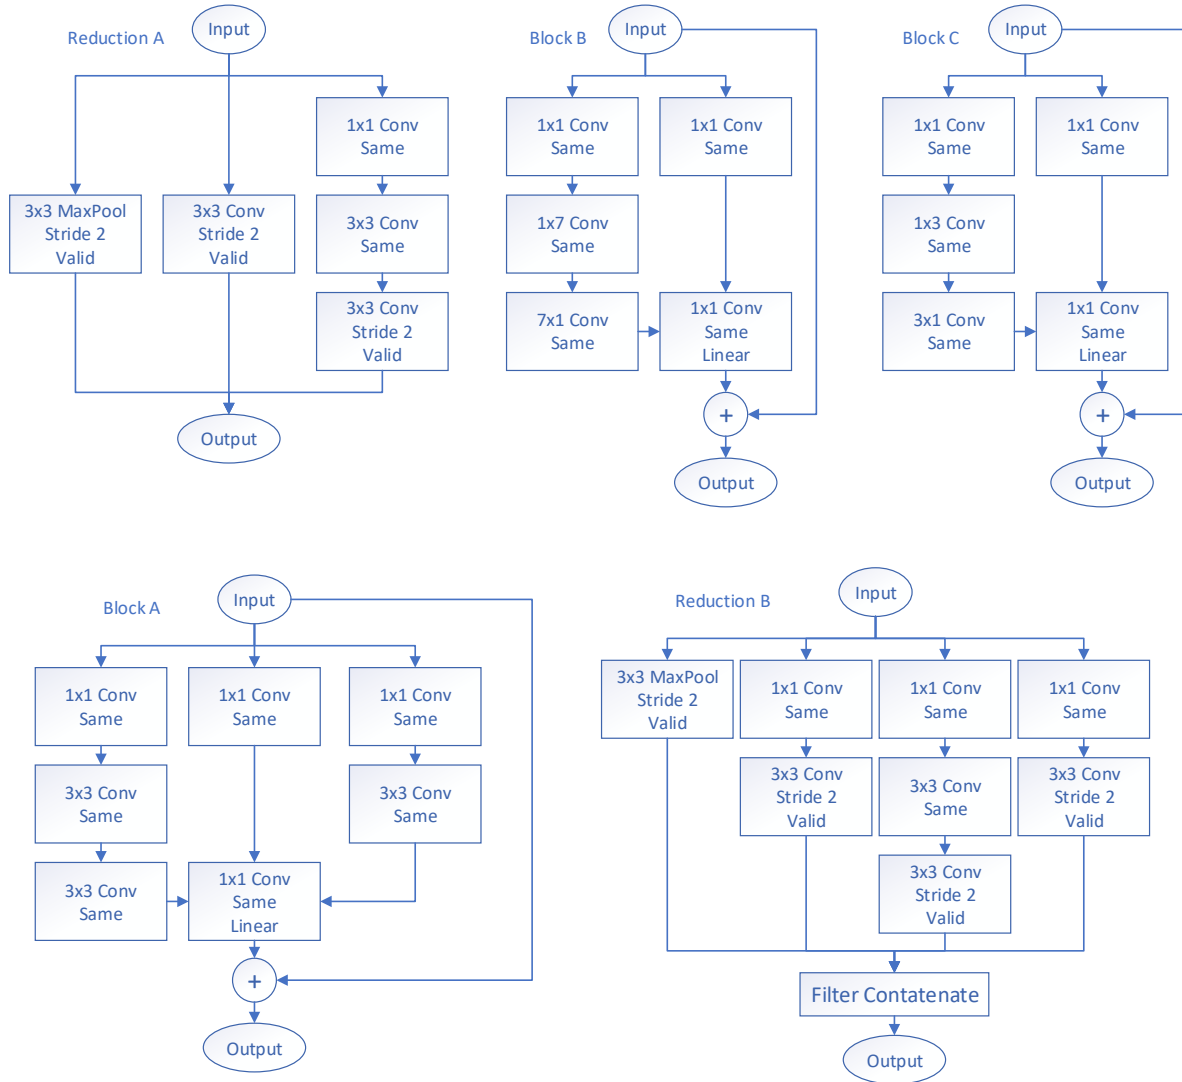 Reduction A
Input
3x3 MaxPool
Stride 2
Valid
3x3 Conv
Stride 2
Valid
1x1 Conv
Same
3x3 Conv
Same
3x3 Conv
Stride 2
Valid
Output
Block B
Input
1x1 Conv
Same
1x7 Conv
Same
7x1 Conv
Same
1x1 Conv
Same
1x1 Conv
Same
Linear
+
Output
Block C
Input
1x1 Conv
Same
1x3 Conv
Same
3x1 Conv
Same
1x1 Conv
Same
1x1 Conv
Same
Linear
+
Output
Block A
Input
1x1 Conv
Same
3x3 Conv
Same
3x3 Conv
Same
1x1 Conv
Same
1x1 Conv
Same
Linear
1x1 Conv
Same
3x3 Conv
Same
+
Output
Reduction B
Input
3x3 MaxPool
Stride 2
Valid
1x1 Conv
Same
3x3 Conv
Stride 2
Valid
1x1 Conv
Same
3x3 Conv
Same
3x3 Conv
Stride 2
Valid
1x1 Conv
Same
3x3 Conv
Stride 2
Valid
Filter Contatenate
Output